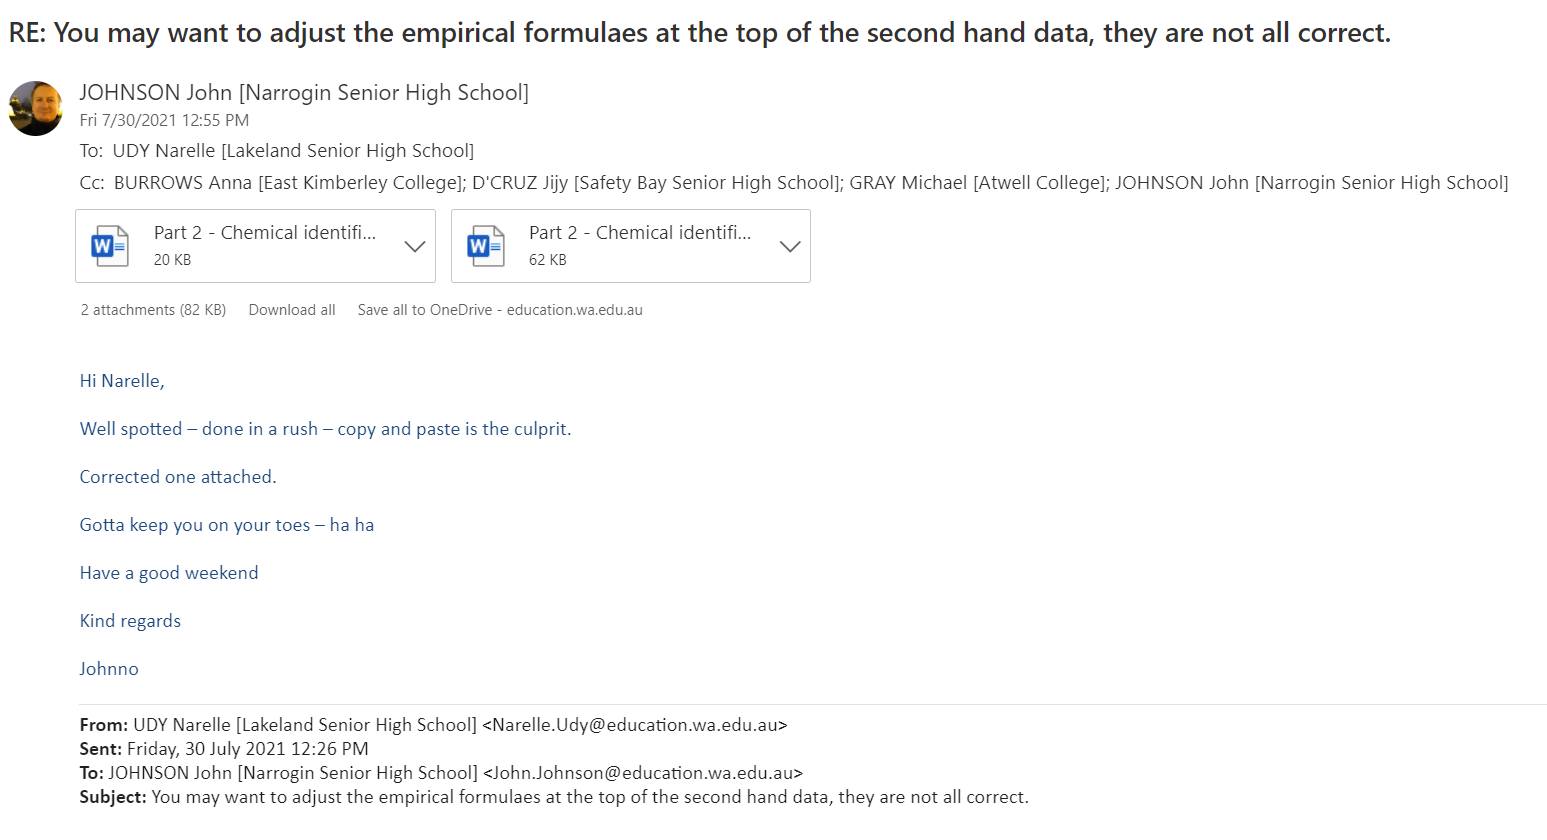 RE: You may want to adjust the empirical formulaes at the top of the second hand data, they are not all correct.
JOHNSON John [Narrogin Senior High School]
Fri 7/30/2021 12:55 PM
To: UDY Narelle [Lakeland Senior High School]
Cc: BURROWS Anna [East Kimberley College]; D'CRUZ Jijy [Safety Bay Senior High School]; GRAY Michael [Atwell College]; JOHNSON John [Narrogin Senior High School]
W Part 2 - Chemical identifi...
20 KB
W Part 2 - Chemical identifi...
62 KB
2 attachments (82 KB) Download all Save all to OneDrive - education.wa.edu.au
Hi Narelle,
Well spotted – done in a rush – copy and paste is the culprit.
Corrected one attached.
Gotta keep you on your toes – ha ha
Have a good weekend
Kind regards
Johnno
From: UDY Narelle [Lakeland Senior High School] <Narelle.Udy@education.wa.edu.au>
Sent: Friday, 30 July 2021 12:26 PM
To: JOHNSON John [Narrogin Senior High School] <John.Johnson@education.wa.edu.au>
Subject: You may want to adjust the empirical formulaes at the top of the second hand data, they are not all correct.